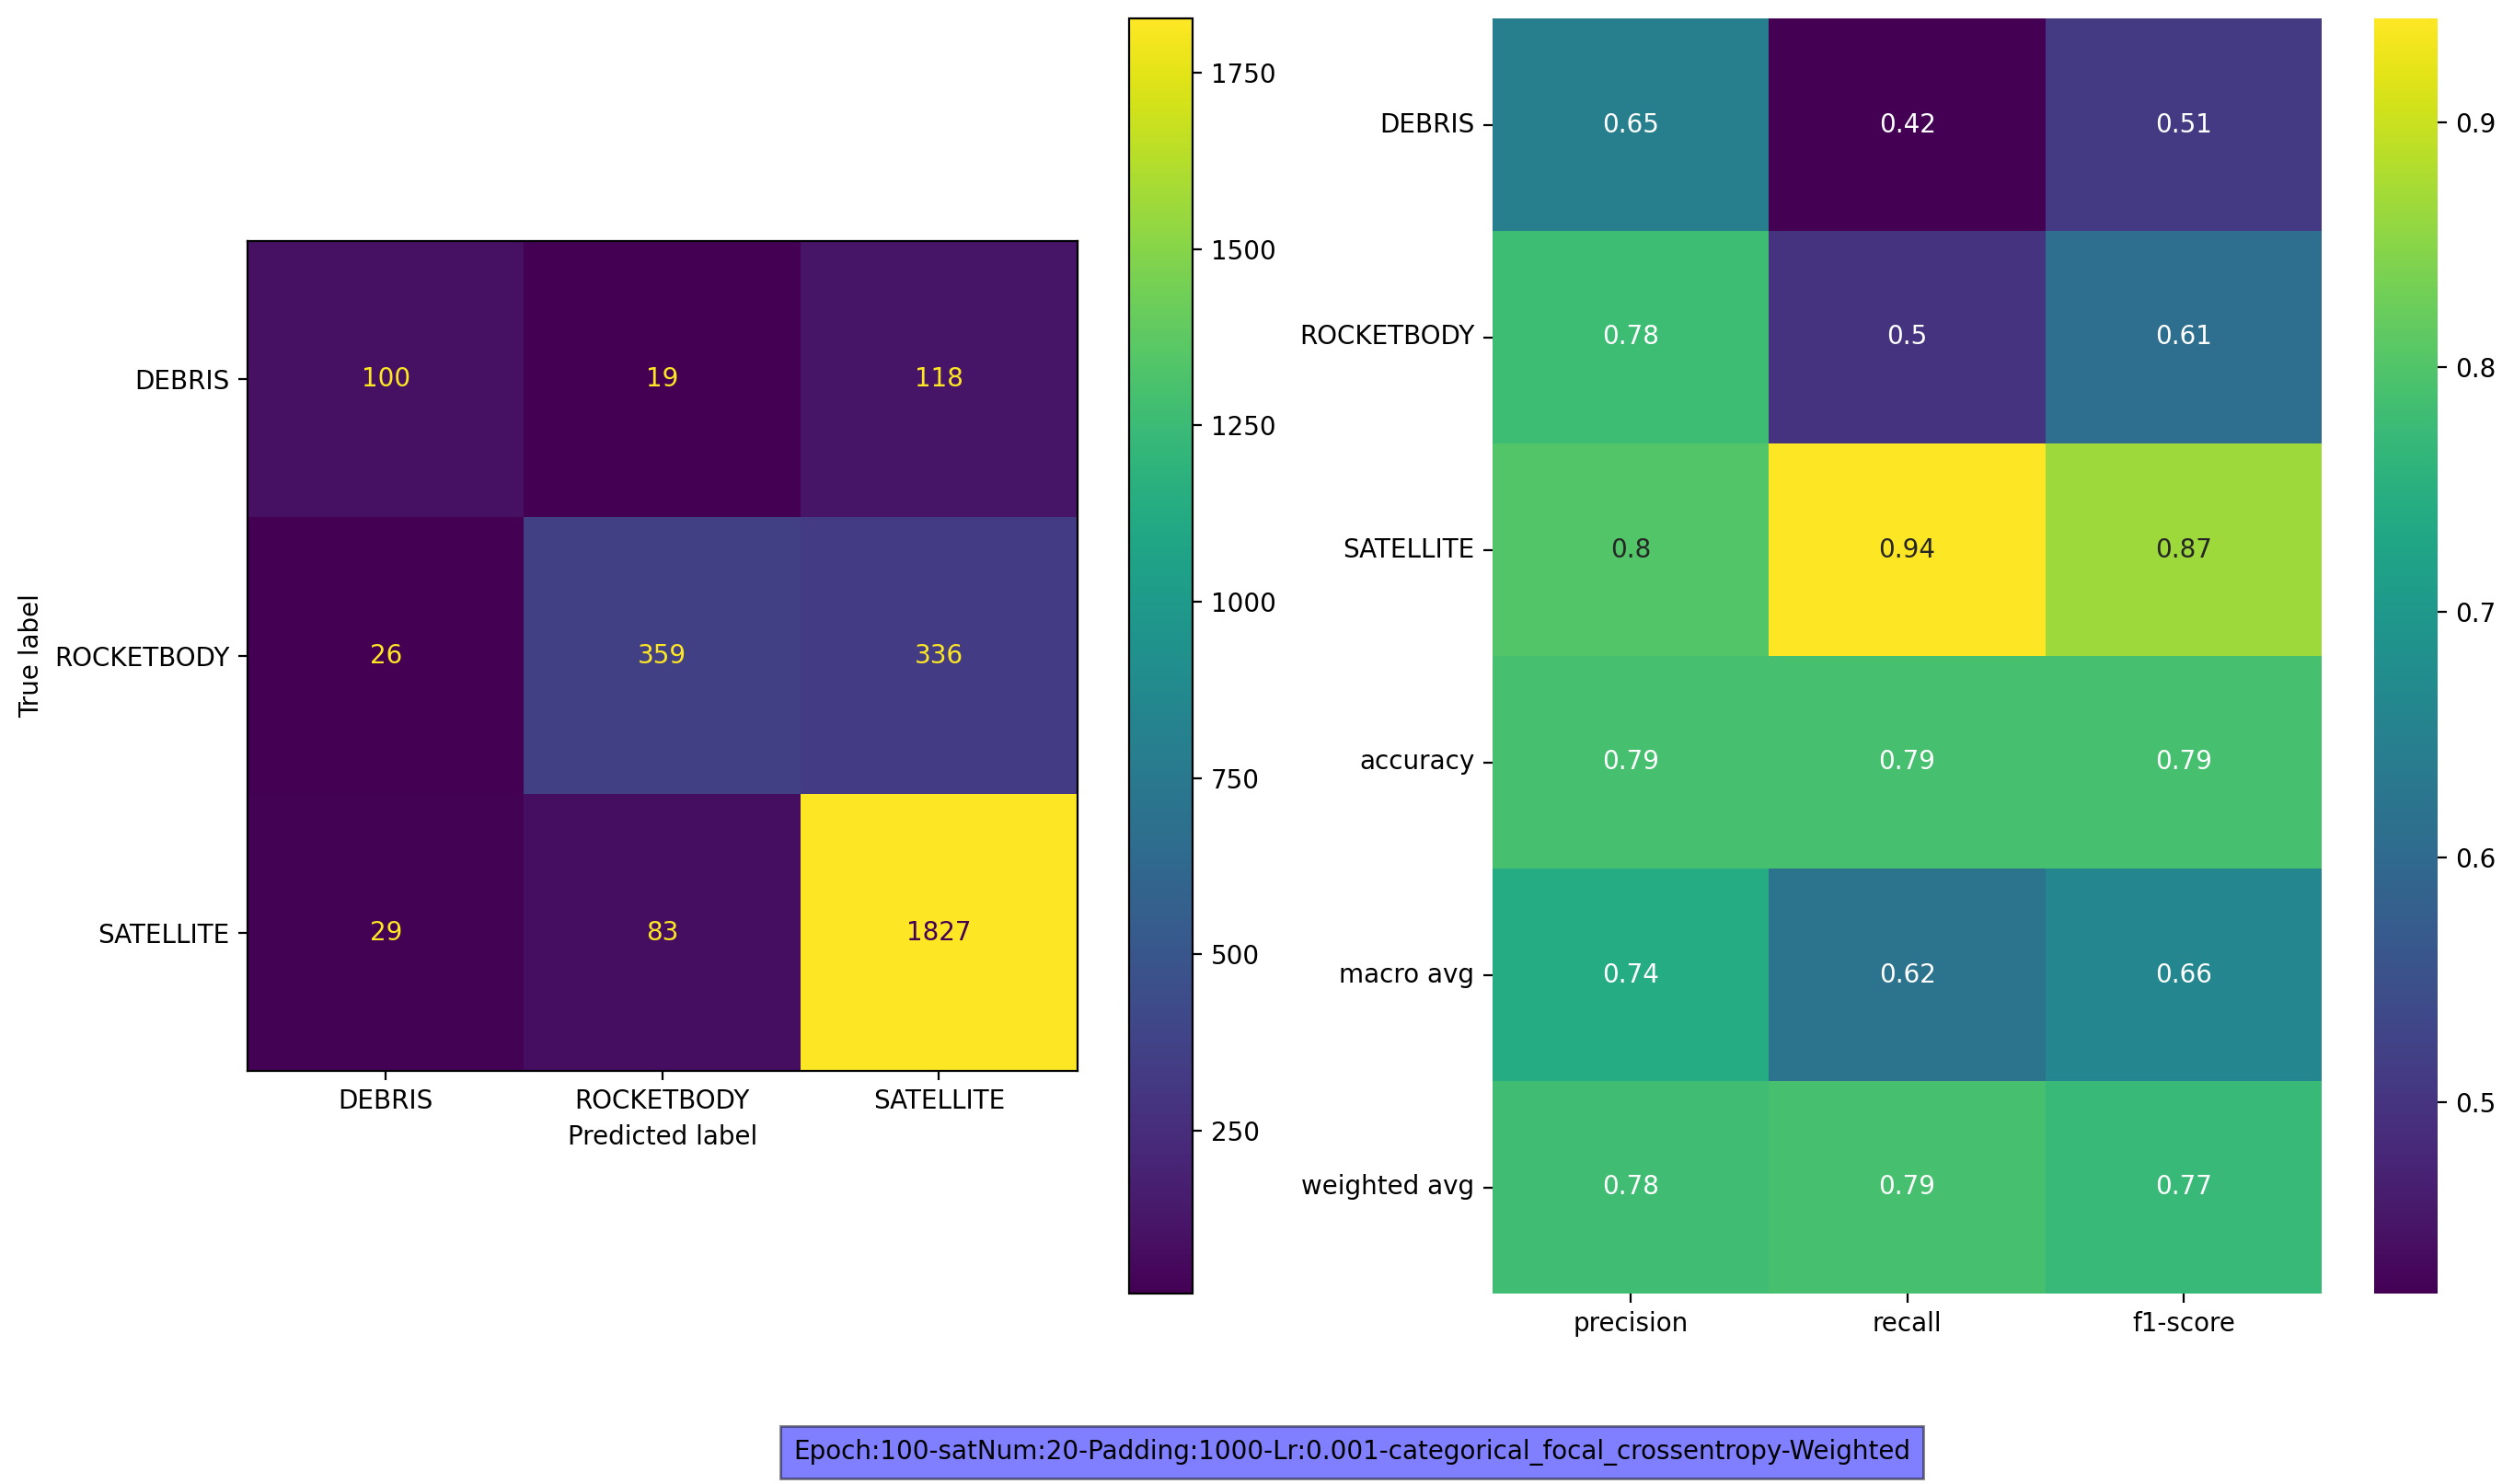 True label
DEBRIS 100 19 118
ROCKETBODY 26 359 336
SATELLITE 29 83 1827
DEBRIS ROCKETBODY SATELLITE
Predicted label
1750
1500
1250
1000
750
500
250
DEBRIS 0.65 0.42 0.51
ROCKETBODY 0.78 0.5 0.61
SATELLITE 0.8 0.94 0.87
accuracy 0.79 0.79 0.79
macro avg 0.74 0.62 0.66
weighted avg 0.78 0.79 0.77
precision recall f1-score
0.9
0.8
0.7
0.6
0.5
Epoch:100-satNum:20-Padding:1000-Lr:0.001-categorical_focal_crossentropy-Weighted